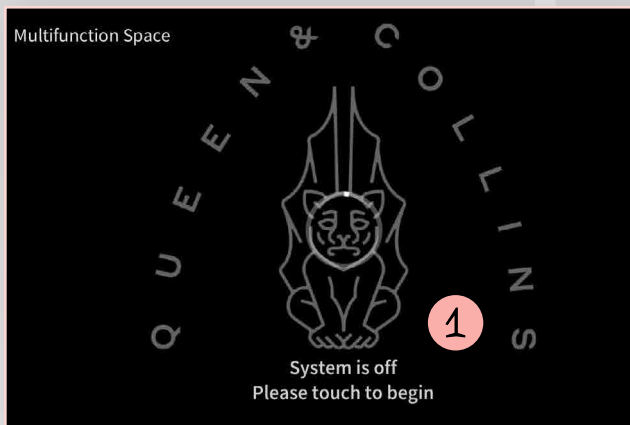 Multifunction Space
QUEEN & COLLINS
1
System is off
Please touch to begin